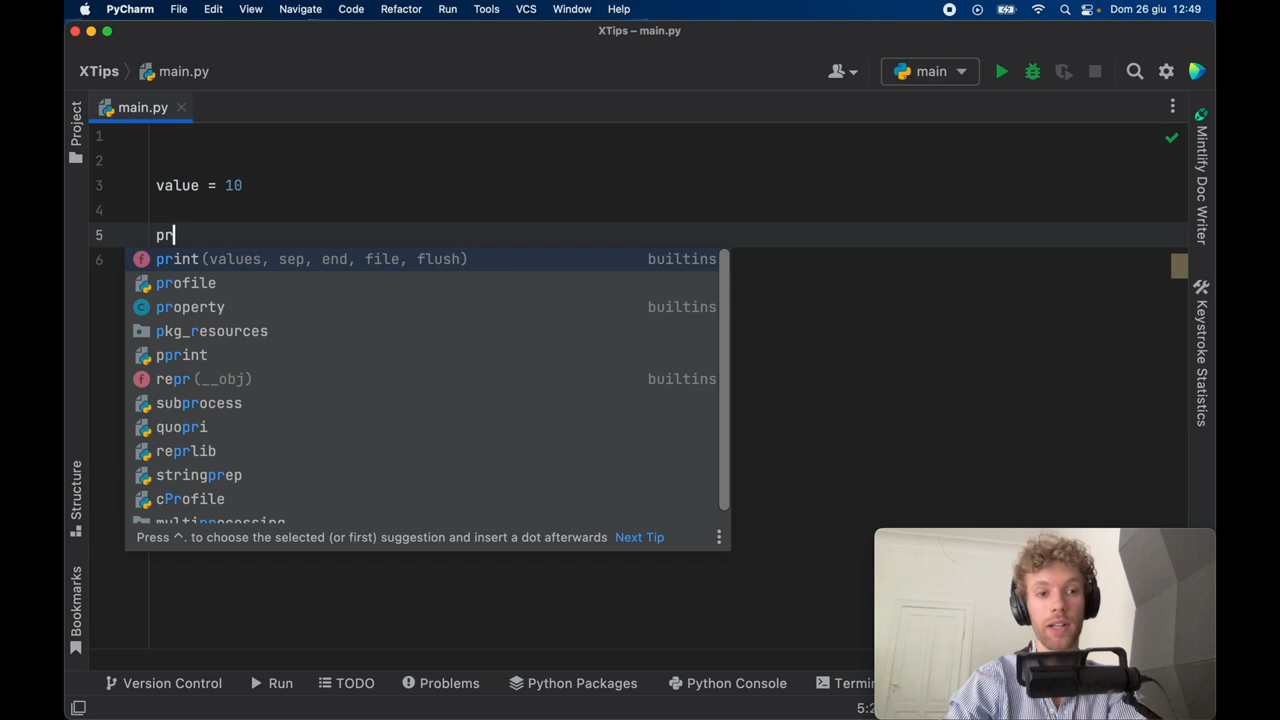 PyCharm File Edit View Navigate Code Refactor Run Tools VCS Window Help Dom 26 giu 12:49
XTips – main.py
XTips main.py main
main.py
Project
Mintlify Doc Writer
Keystroke Statistics
Structure
Bookmarks
1
2
3 value = 10
4
5 pr
6
print(values, sep, end, file, flush) builtins
profile
property builtins
pkg_resources
pprint
repr(__obj) builtins
subprocess
quopri
reprlib
stringprep
cProfile
multiprocessing
Press ^. to choose the selected (or first) suggestion and insert a dot afterwards Next Tip
Version Control Run TODO Problems Python Packages Python Console